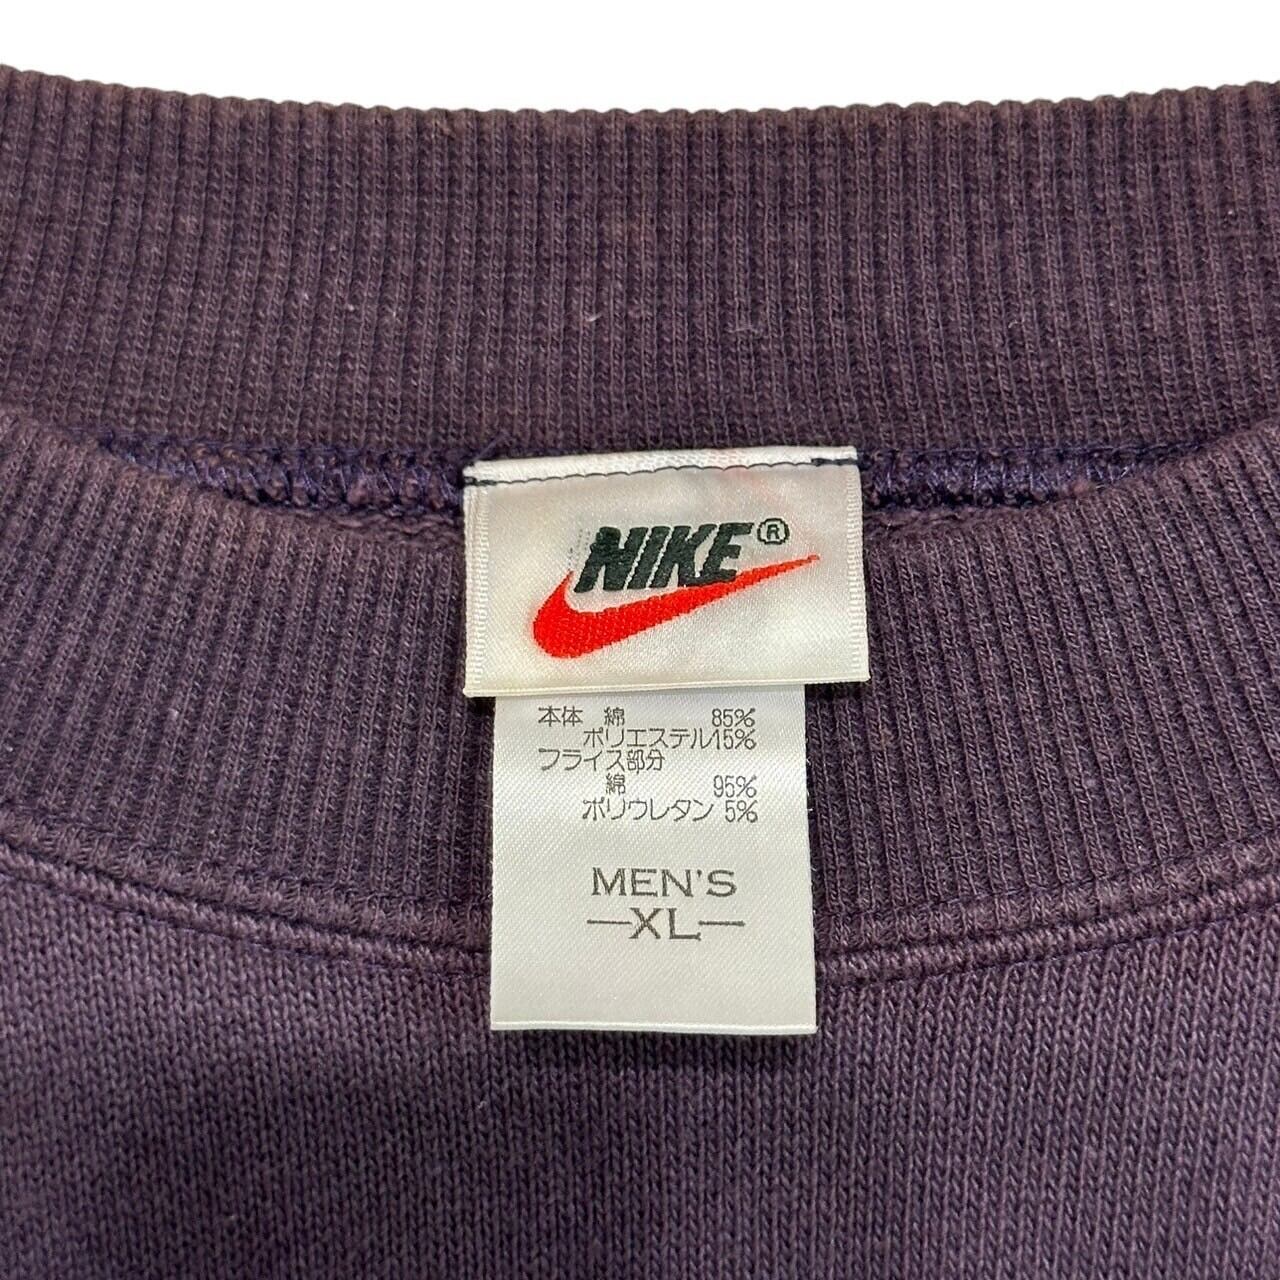 NIKE®
本体 綿 85%
ポリエステル15%
フライス部分
綿 95%
ポリウレタン 5%
MEN'S
—XL—